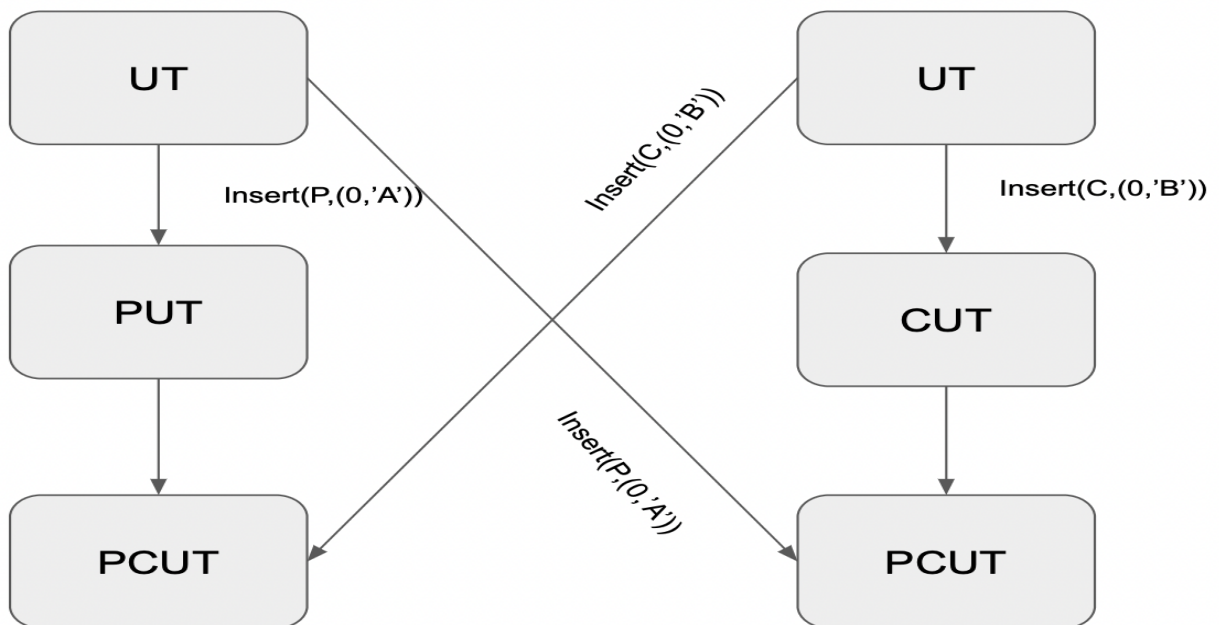 UT
UT
Insert(C,(0,’B’))
Insert(P,(0,’A’))
Insert(C,(0,’B’))
PUT
CUT
Insert(P,(0,’A’))
PCUT
PCUT